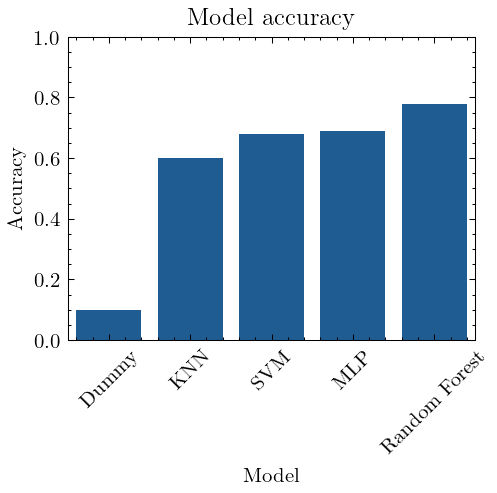 Model accuracy
1.0
0.8
0.6
0.4
0.2
0.0
Accuracy
Dummy
KNN
SVM
MLP
Random Forest
Model